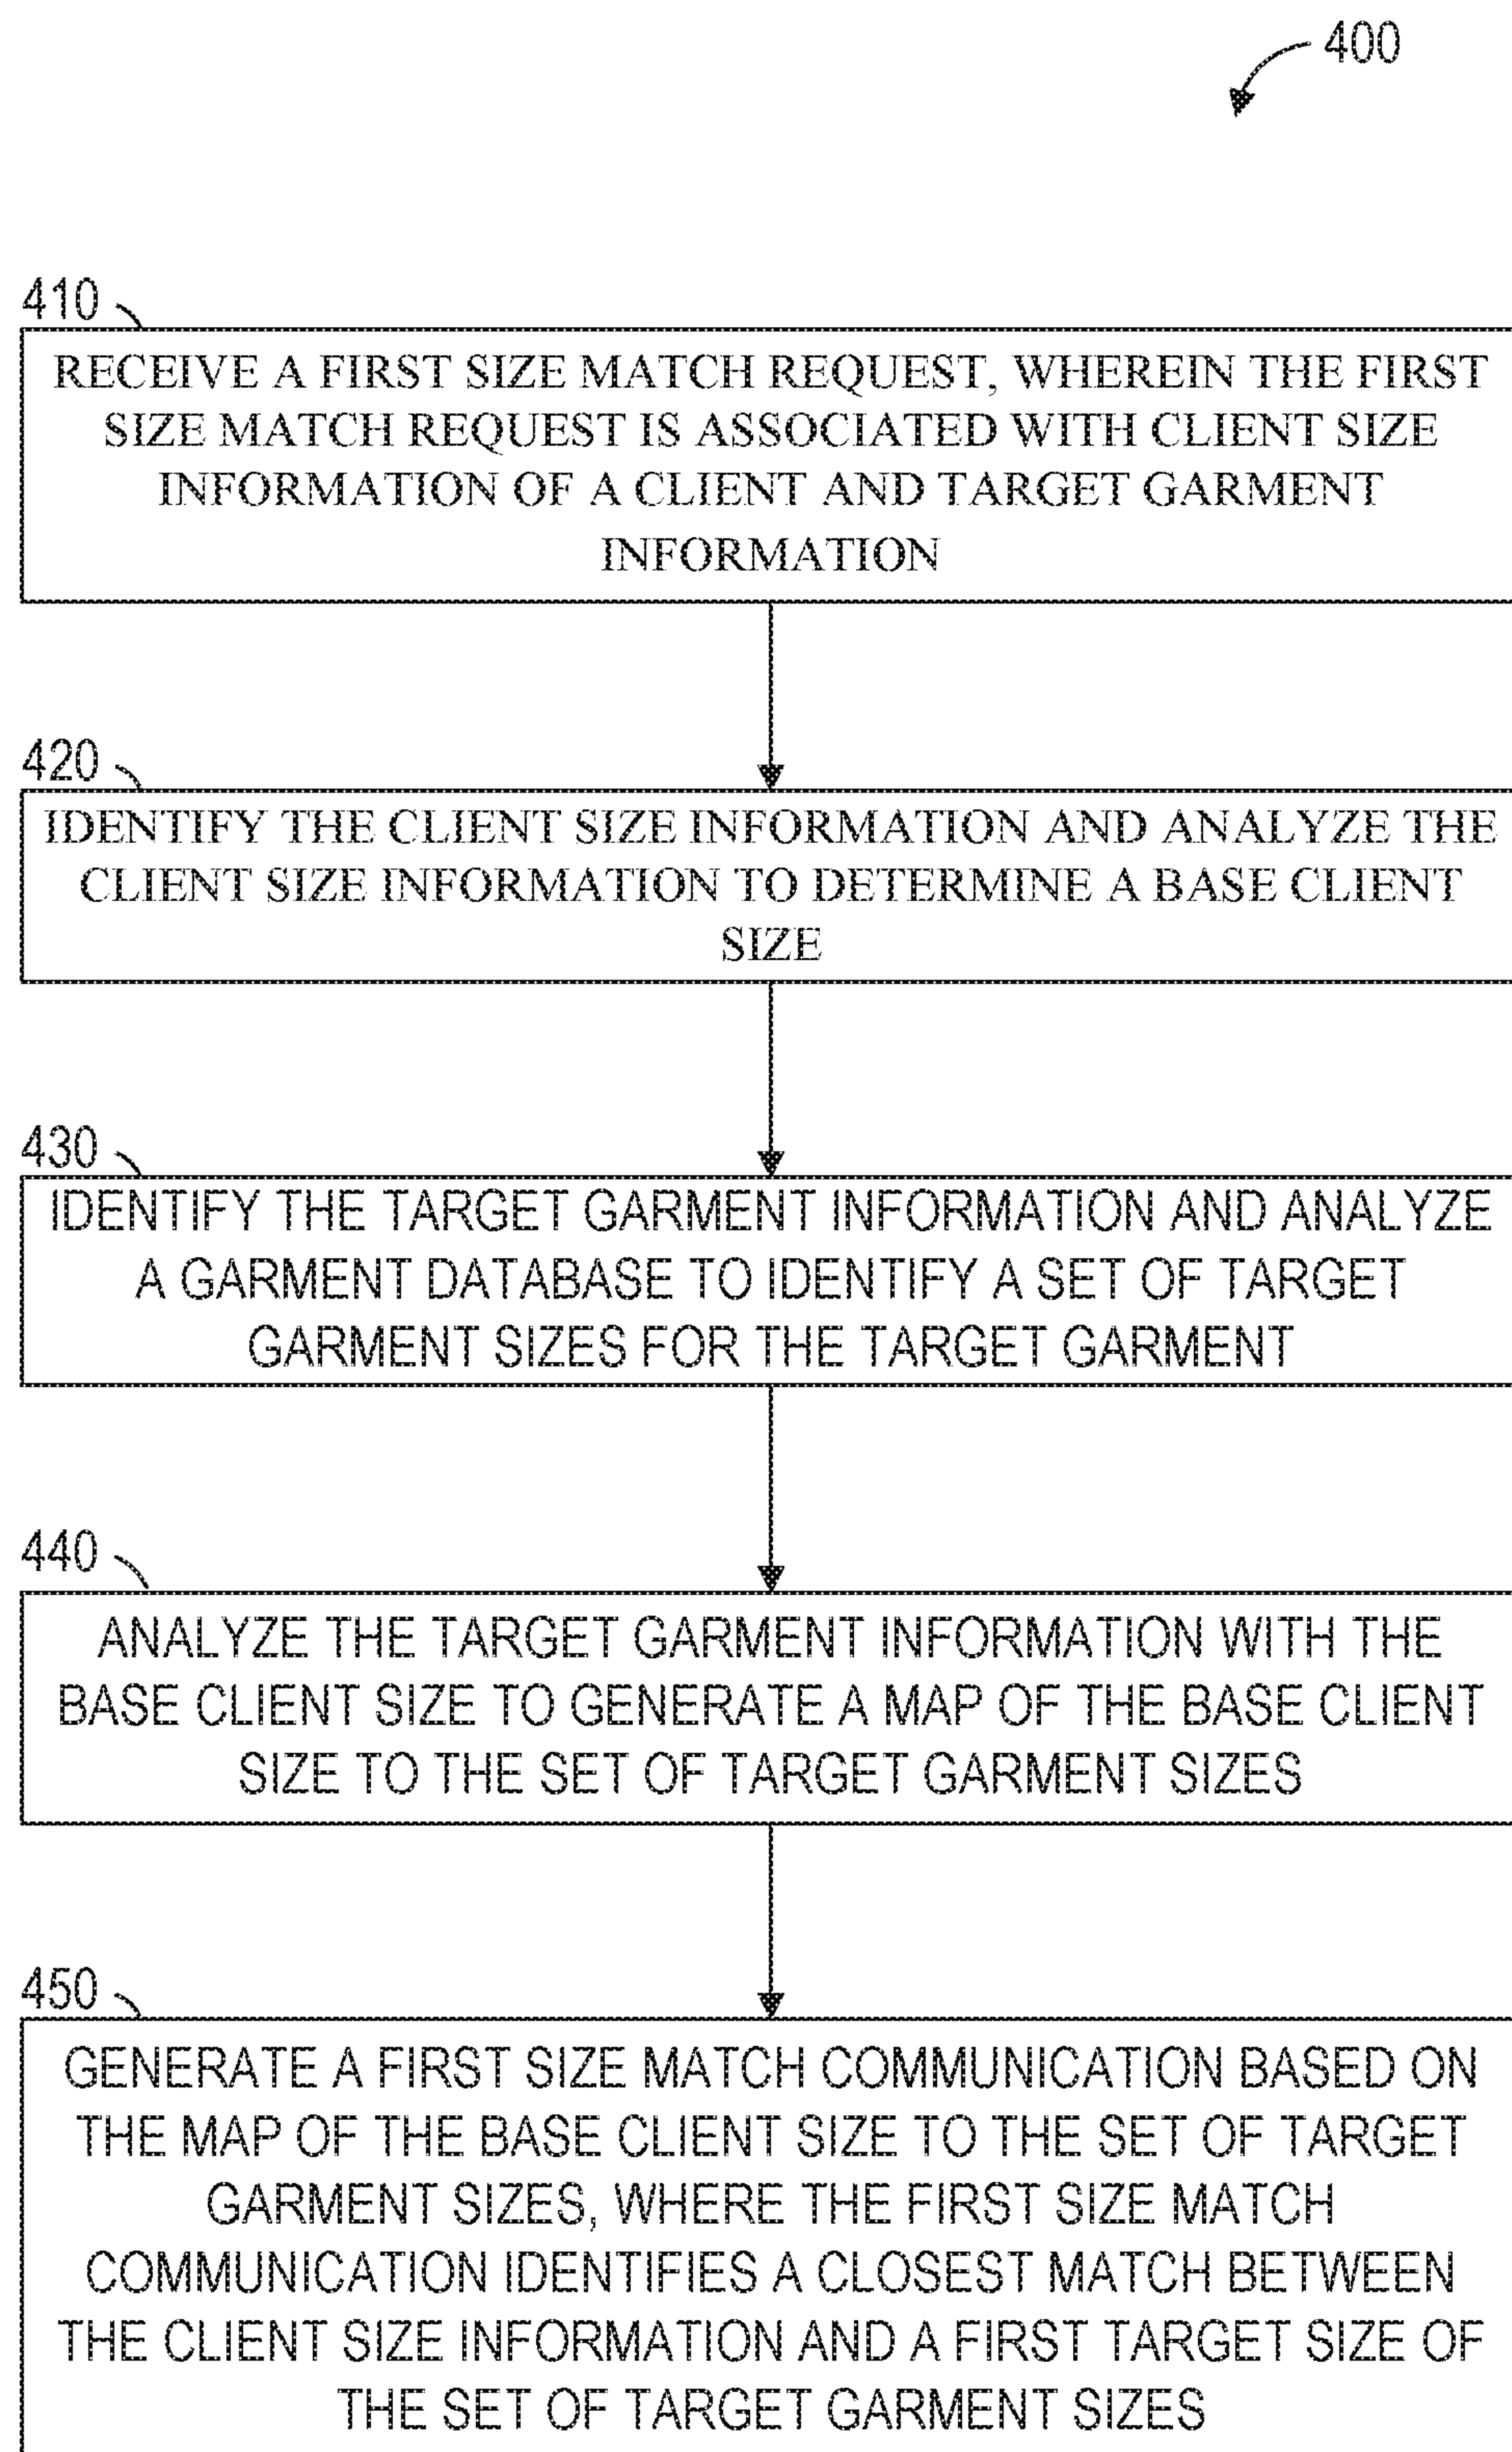 400
410
RECEIVE A FIRST SIZE MATCH REQUEST, WHEREIN THE FIRST
SIZE MATCH REQUEST IS ASSOCIATED WITH CLIENT SIZE
INFORMATION OF A CLIENT AND TARGET GARMENT
INFORMATION
420
IDENTIFY THE CLIENT SIZE INFORMATION AND ANALYZE THE
CLIENT SIZE INFORMATION TO DETERMINE A BASE CLIENT
SIZE
430
IDENTIFY THE TARGET GARMENT INFORMATION AND ANALYZE
A GARMENT DATABASE TO IDENTIFY A SET OF TARGET
GARMENT SIZES FOR THE TARGET GARMENT
440
ANALYZE THE TARGET GARMENT INFORMATION WITH THE
BASE CLIENT SIZE TO GENERATE A MAP OF THE BASE CLIENT
SIZE TO THE SET OF TARGET GARMENT SIZES
450
GENERATE A FIRST SIZE MATCH COMMUNICATION BASED ON
THE MAP OF THE BASE CLIENT SIZE TO THE SET OF TARGET
GARMENT SIZES, WHERE THE FIRST SIZE MATCH
COMMUNICATION IDENTIFIES A CLOSEST MATCH BETWEEN
THE CLIENT SIZE INFORMATION AND A FIRST TARGET SIZE OF
THE SET OF TARGET GARMENT SIZES